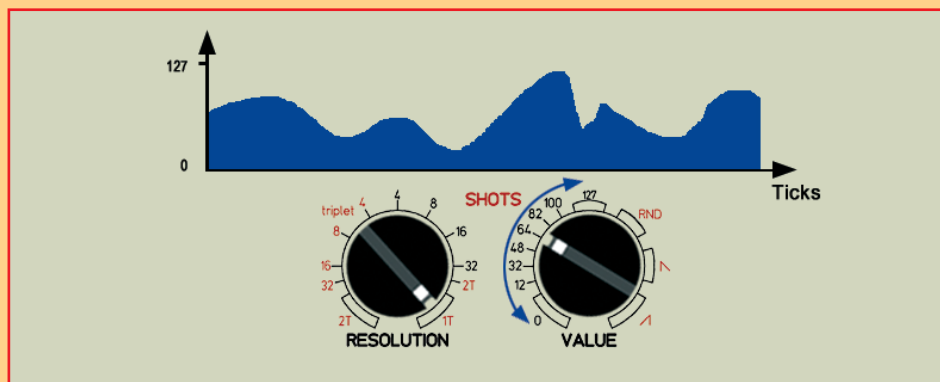 127
0
Ticks
SHOTS
triplet 4
4
8
16
32
2T
1T
8
16
32
2T
RESOLUTION
127
100
82
64
48
32
12
0
RND
VALUE